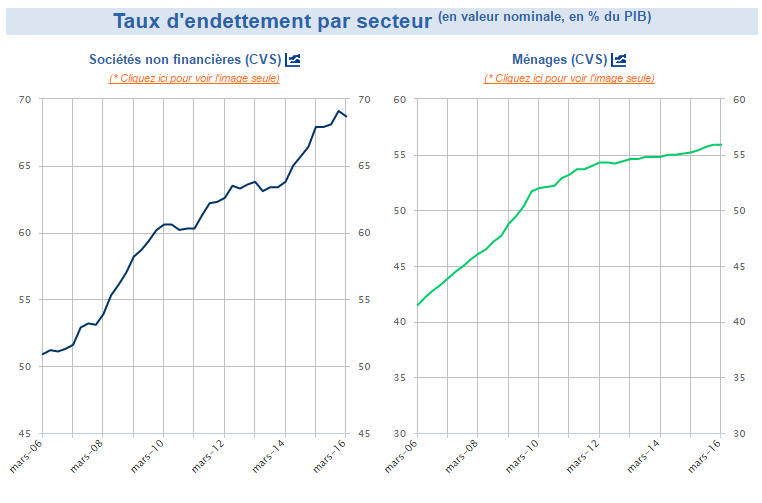 Taux d'endettement par secteur (en valeur nominale, en % du PIB)
Sociétés non financières (CVS)
(* Cliquez ici pour voir l'image seule)
70
65
60
55
50
45
70
65
60
55
50
45
mars-06
mars-08
mars-10
mars-12
mars-14
mars-16
Ménages (CVS)
(* Cliquez ici pour voir l'image seule)
60
55
50
45
40
35
30
60
55
50
45
40
35
30
mars-06
mars-08
mars-10
mars-12
mars-14
mars-16